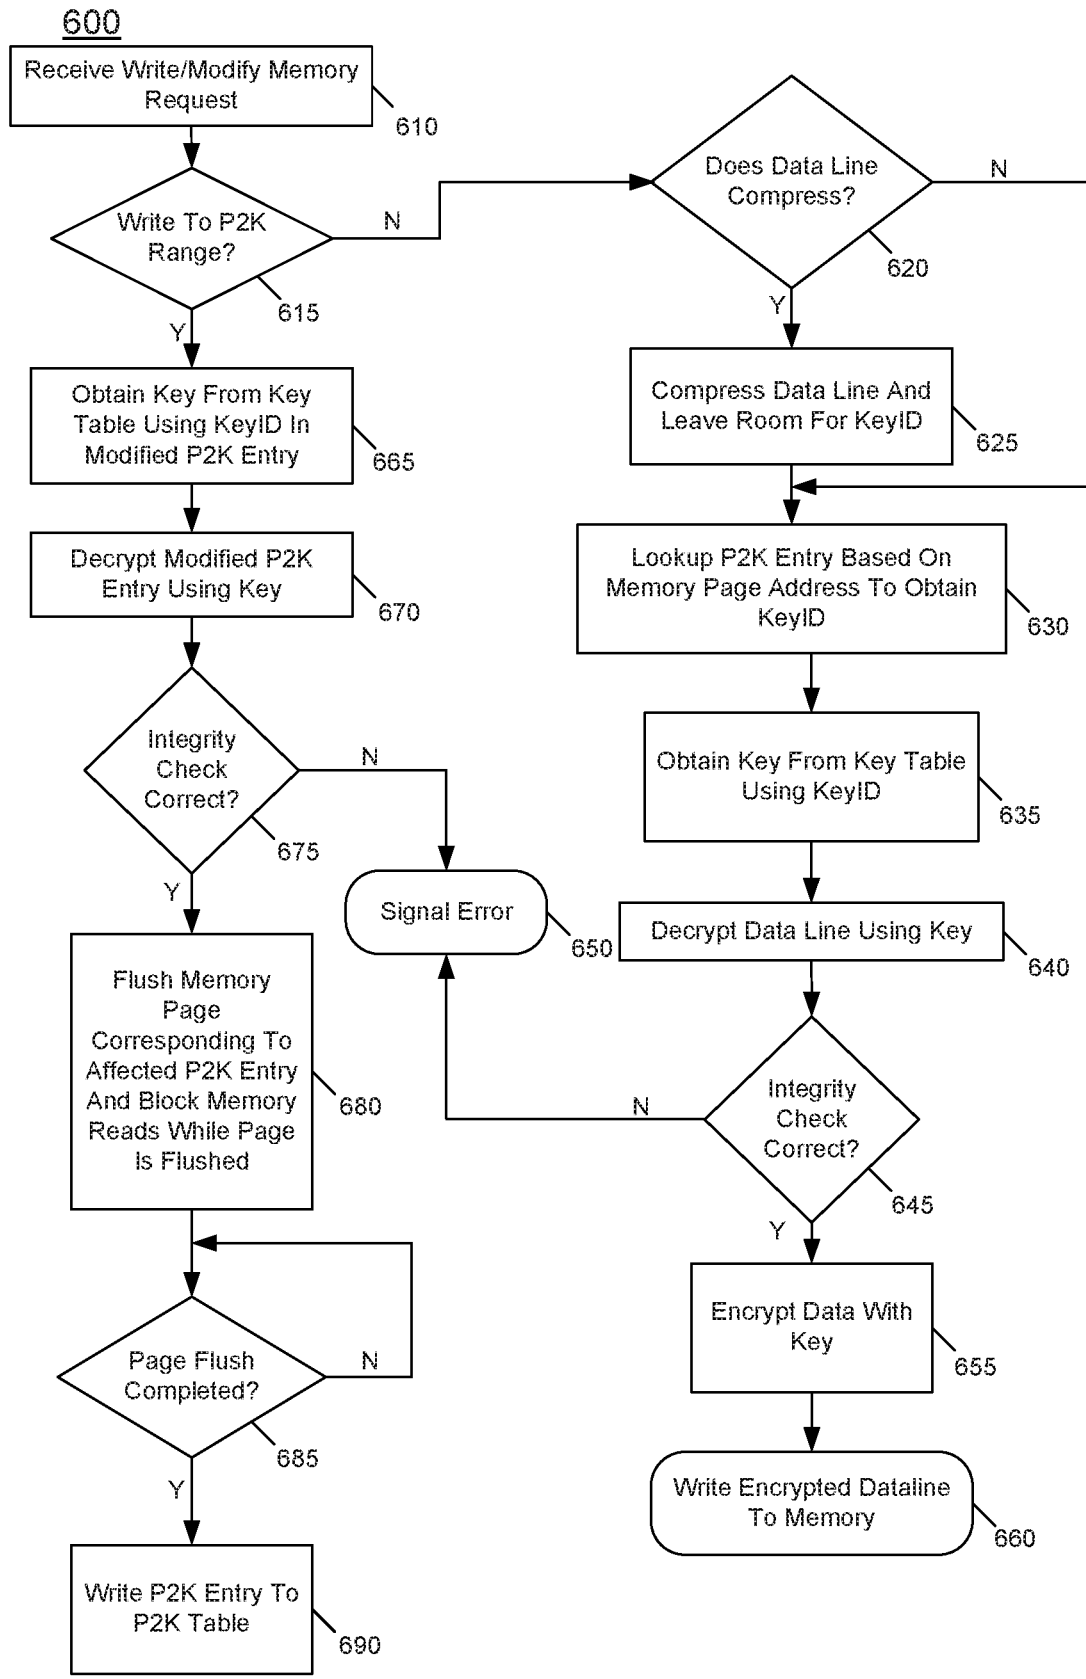 600
Receive Write/Modify Memory
Request
610
Write To P2K
Range?
N
615
Y
Obtain Key From Key
Table Using KeyID In
Modified P2K Entry
665
Decrypt Modified P2K
Entry Using Key
670
Integrity
Check
Correct?
N
675
Y
Signal Error
650
Flush Memory
Page
Corresponding To
Affected P2K Entry
And Block Memory
Reads While Page
Is Flushed
680
Page Flush
Completed?
N
685
Y
Write P2K Entry To
P2K Table
690
Does Data Line
Compress?
N
620
Y
Compress Data Line And
Leave Room For KeyID
625
Lookup P2K Entry Based On
Memory Page Address To Obtain
KeyID
630
Obtain Key From Key Table
Using KeyID
635
Decrypt Data Line Using Key
640
Integrity
Check
Correct?
N
645
Y
Encrypt Data With
Key
655
Write Encrypted Dataline
To Memory
660